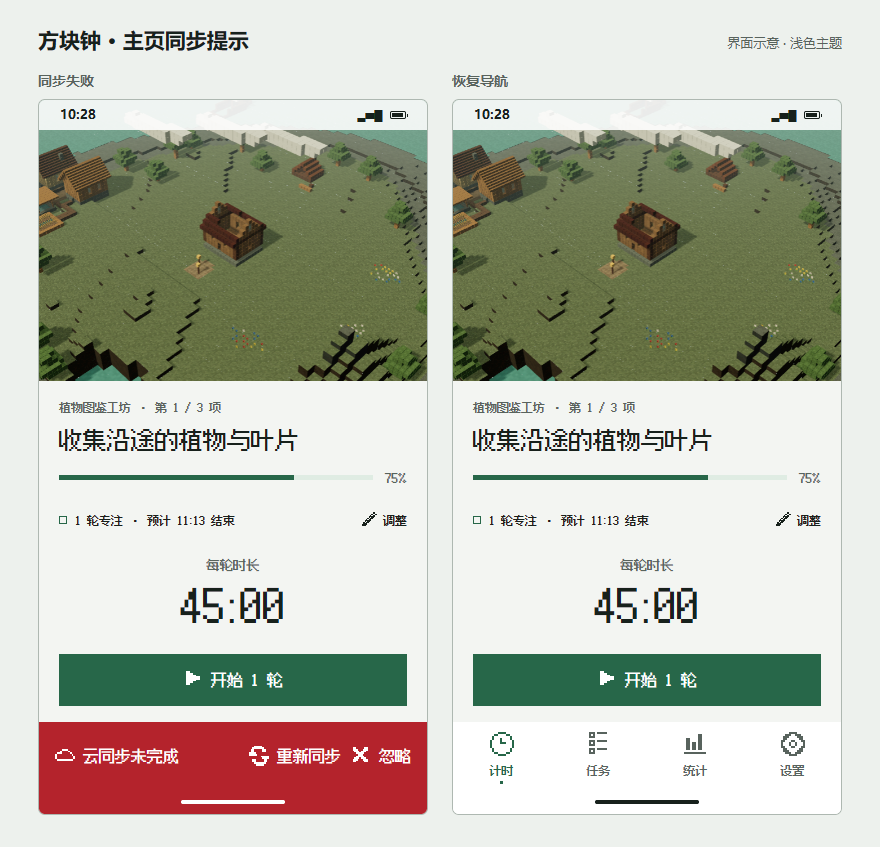 方块钟 · 主页同步提示
界面示意 · 浅色主题
同步失败
10:28
植物图鉴工坊 · 第 1 / 3 项
收集沿途的植物与叶片
75%
1 轮专注 · 预计 11:13 结束
调整
每轮时长
45:00
开始 1 轮
云同步未完成
重新同步
忽略
恢复导航
10:28
植物图鉴工坊 · 第 1 / 3 项
收集沿途的植物与叶片
75%
1 轮专注 · 预计 11:13 结束
调整
每轮时长
45:00
开始 1 轮
计时
任务
统计
设置